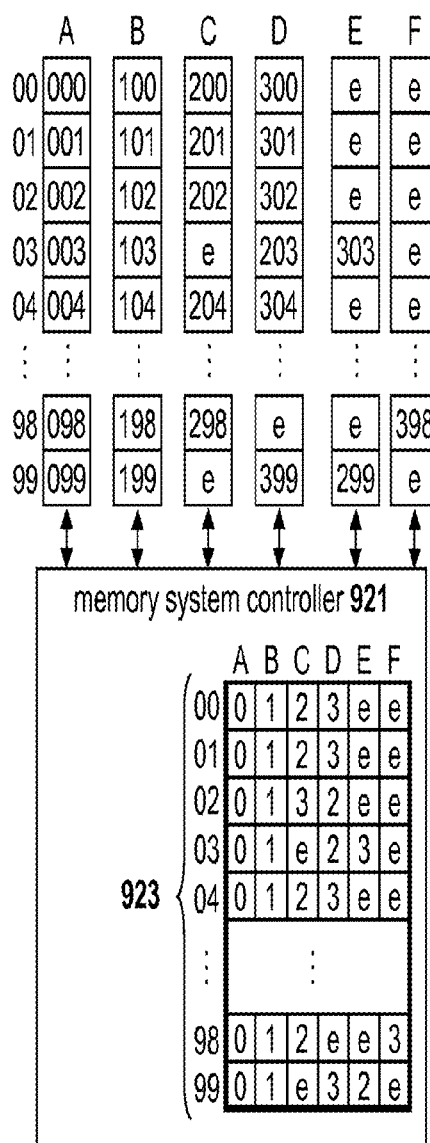 A B C D E F
00 000 100 200 300 e e
01 001 101 201 301 e e
02 002 102 202 302 e e
03 003 103 e 203 303 e
04 004 104 204 304 e e
98 098 198 298 e e 398
99 099 199 e 399 299 e
memory system controller 921
A B C D E F
00 0 1 2 3 e e
01 0 1 2 3 e e
02 0 1 3 2 e e
03 0 1 e 2 3 e
923 04 0 1 2 3 e e
98 0 1 2 e e 3
99 0 1 e 3 2 e